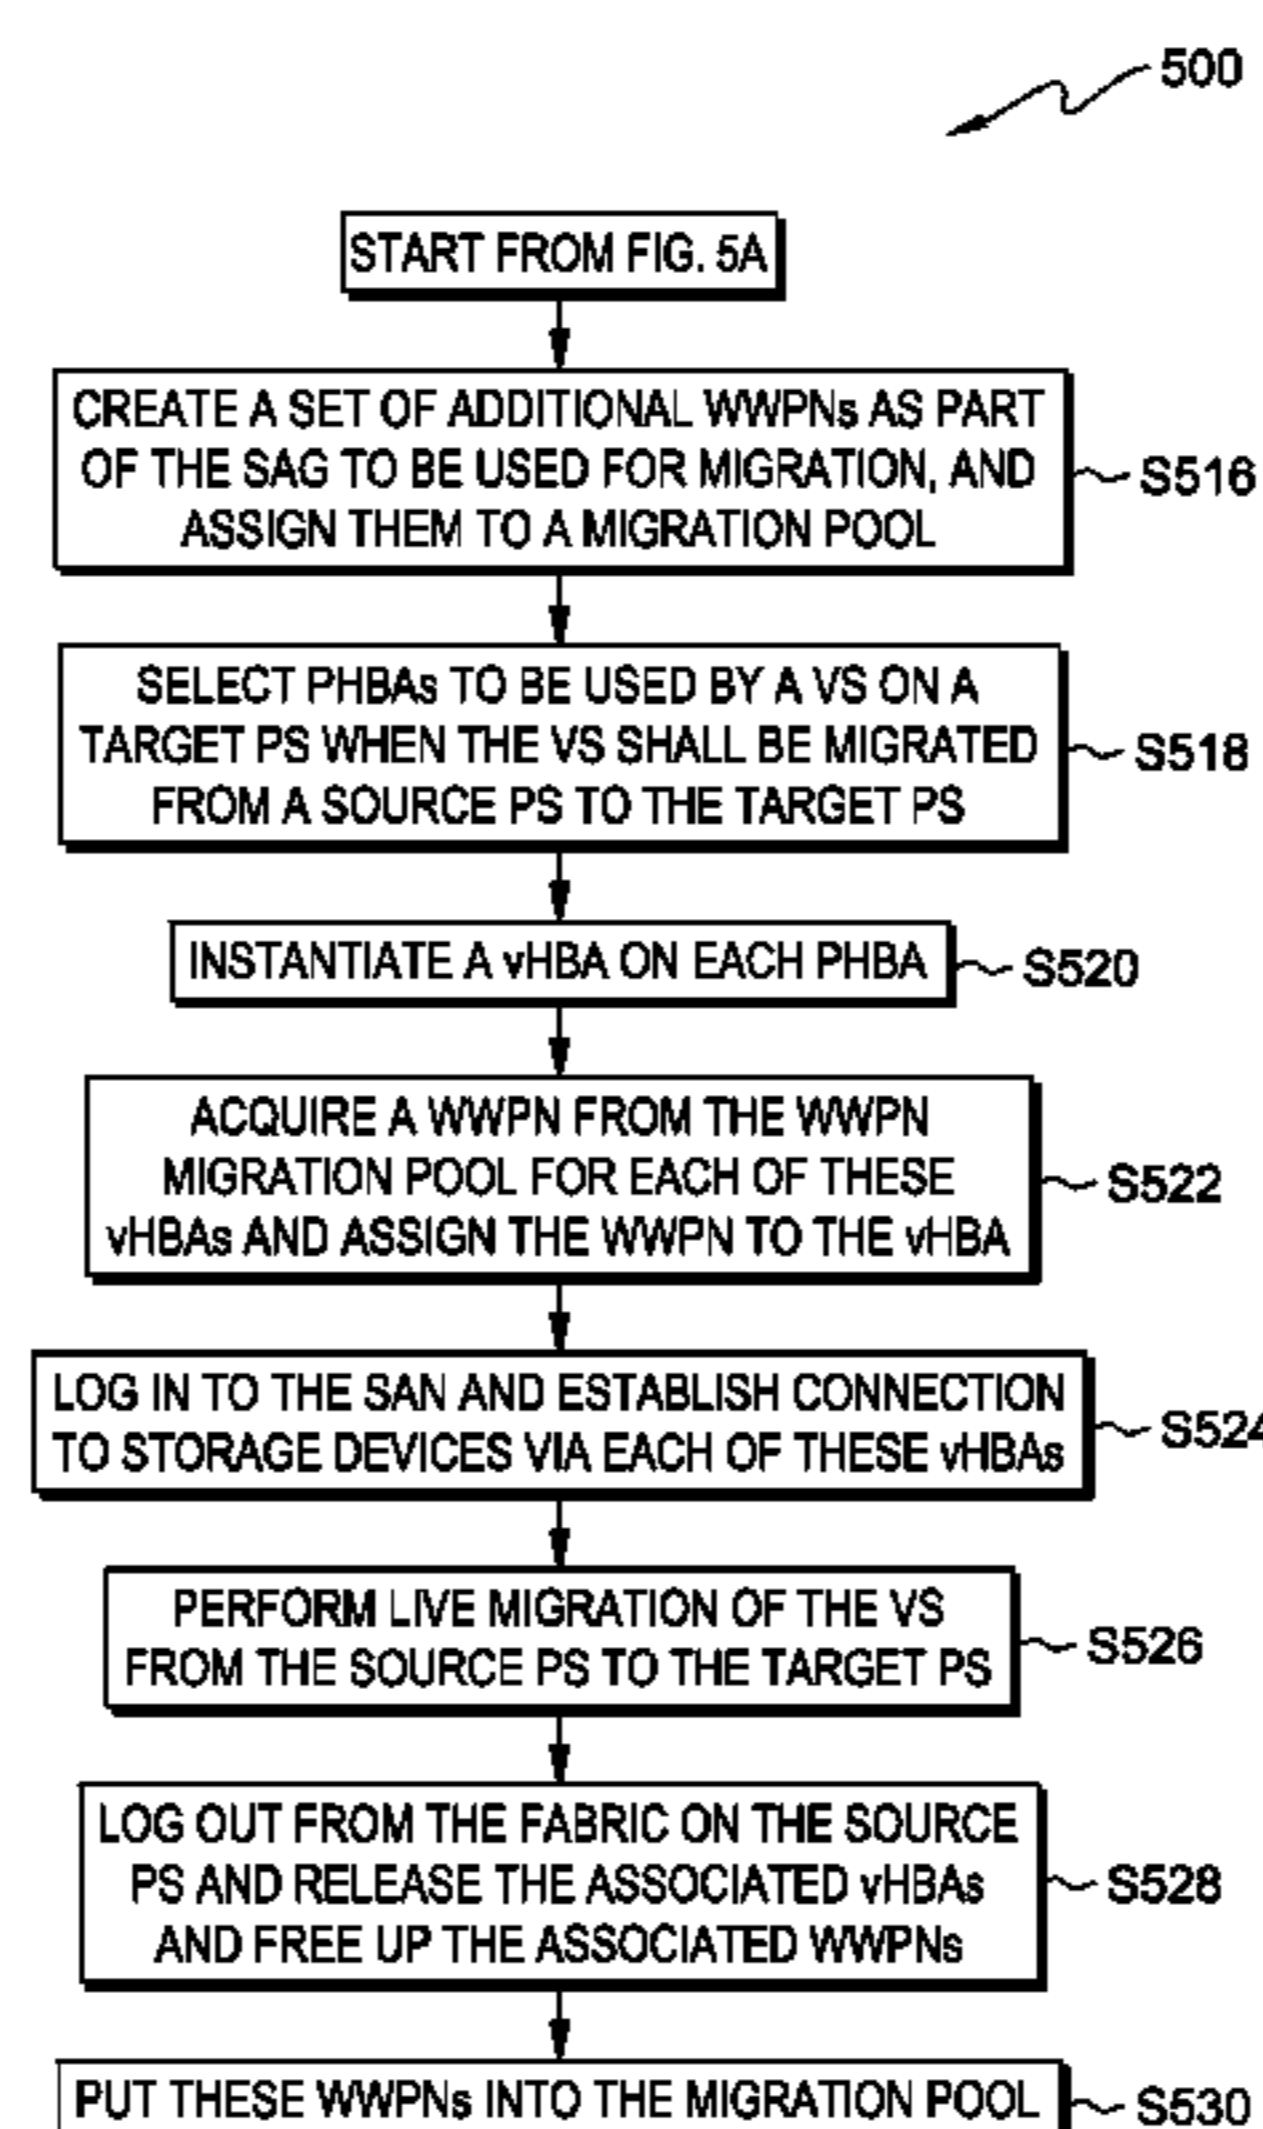 500
START FROM FIG. 5A
CREATE A SET OF ADDITIONAL WWPNs AS PART
OF THE SAG TO BE USED FOR MIGRATION, AND
ASSIGN THEM TO A MIGRATION POOL
S516
SELECT PHBAs TO BE USED BY A VS ON A
TARGET PS WHEN THE VS SHALL BE MIGRATED
FROM A SOURCE PS TO THE TARGET PS
S518
INSTANTIATE A vHBA ON EACH PHBA
S520
ACQUIRE A WWPN FROM THE WWPN
MIGRATION POOL FOR EACH OF THESE
vHBAs AND ASSIGN THE WWPN TO THE vHBA
S522
LOG IN TO THE SAN AND ESTABLISH CONNECTION
TO STORAGE DEVICES VIA EACH OF THESE vHBAs
S524
PERFORM LIVE MIGRATION OF THE VS
FROM THE SOURCE PS TO THE TARGET PS
S526
LOG OUT FROM THE FABRIC ON THE SOURCE
PS AND RELEASE THE ASSOCIATED vHBAs
AND FREE UP THE ASSOCIATED WWPNs
S528
PUT THESE WWPNs INTO THE MIGRATION POOL
S530